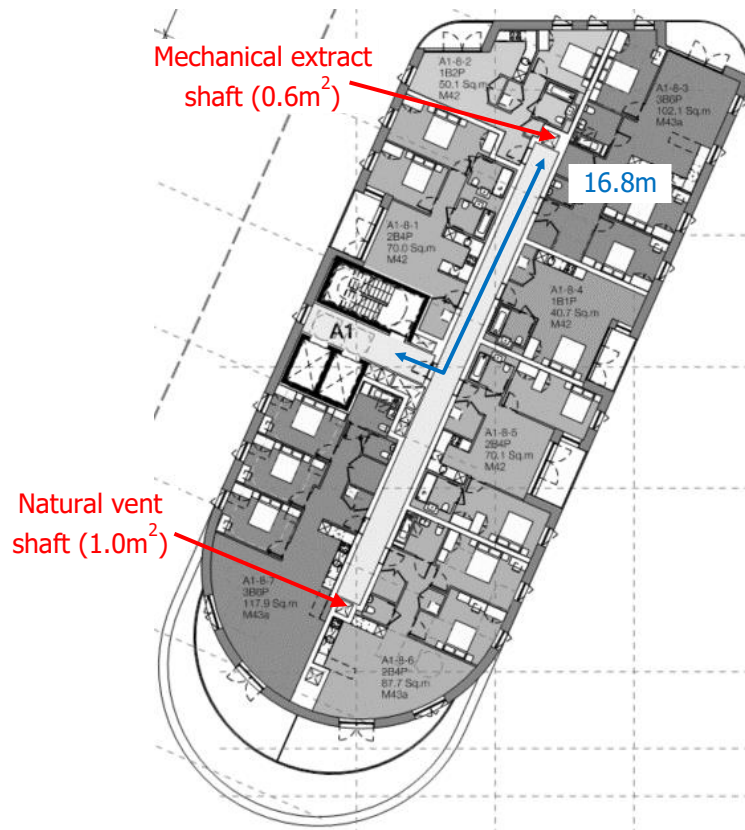 Mechanical extract
shaft (0.6m²)
A1-8-2
1B2P
50.1 Sq.m
M42
A1-8-3
3B6P
102.1 Sq.m
M43a
16.8m
A1-8-1
2B4P
70.0 Sq.m
M42
A1-8-4
1B1P
40.7 Sq.m
M42
A1
A1-8-5
2B4P
70.1 Sq.m
M42
Natural vent
shaft (1.0m²)
A1-8-7
3B6P
117.9 Sq.m
M43a
A1-8-6
2B4P
87.7 Sq.m
M43a